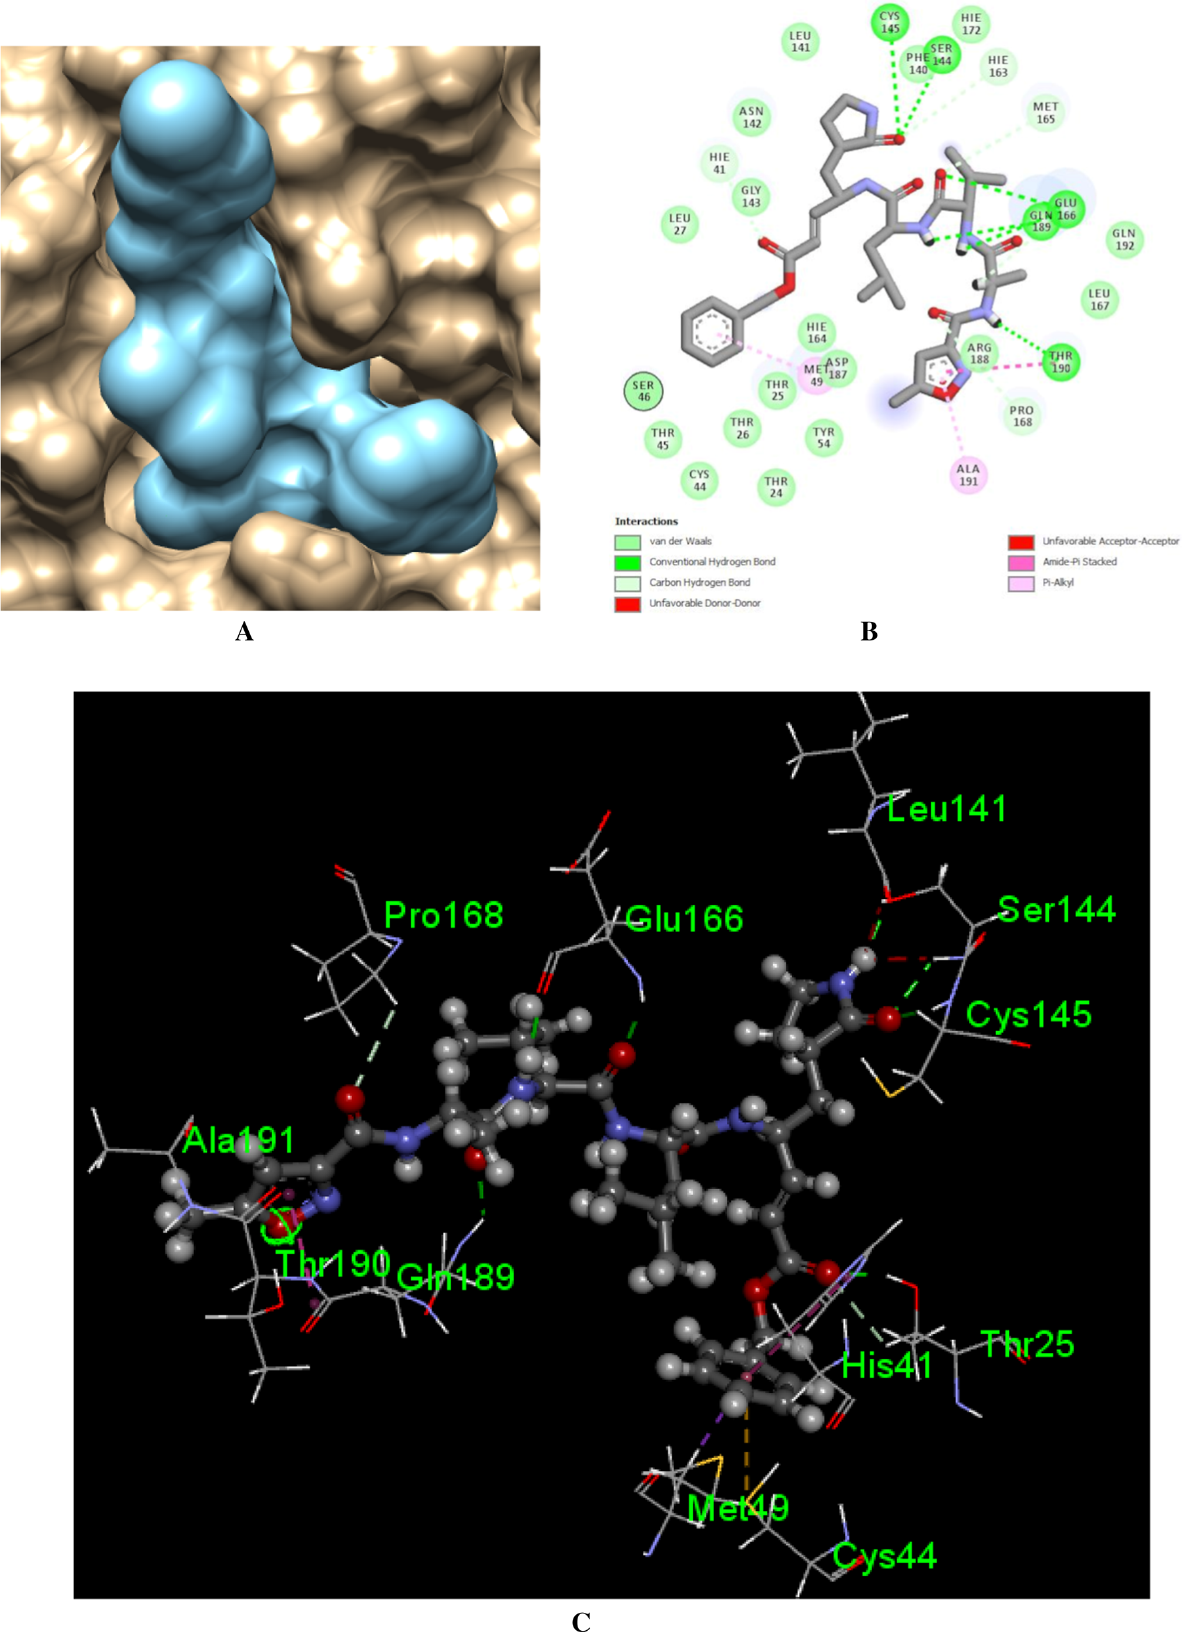 CYS
145
HIE
172
LEU
141
PHE
140
SER
144
HIE
163
MET
165
ASN
142
HIE
41
GLY
143
LEU
27
GLU
166
GLN
189
GLN
192
LEU
167
HIE
164
ARG
188
THR
190
MET
49
ASP
187
SER
46
THR
25
PRO
168
THR
26
THR
45
TYR
54
CYS
44
THR
24
ALA
191
Interactions
van der Waals
Conventional Hydrogen Bond
Carbon Hydrogen Bond
Unfavorable Donor-Donor
Unfavorable Acceptor-Acceptor
Amide-Pi Stacked
Pi-Alkyl
A
B
Leu141
Pro168
Glu166
Ser144
Cys145
Ala191
Thr190
Gln189
Thr25
His41
Met49
Cys44
C